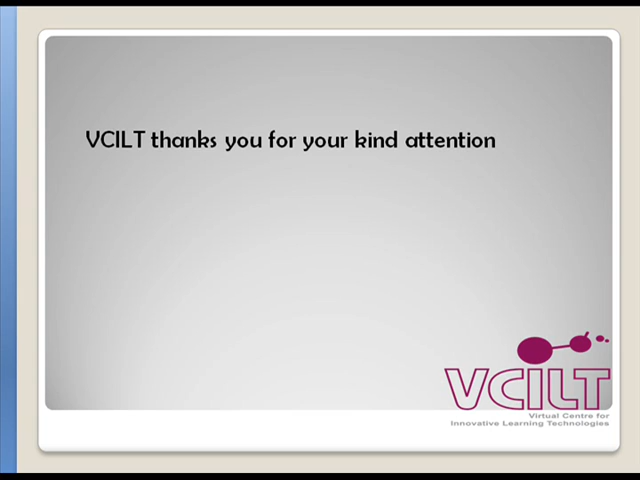 VCILT thanks you for your kind attention
VCILT
Virtual Centre for
Innovative Learning Technologies